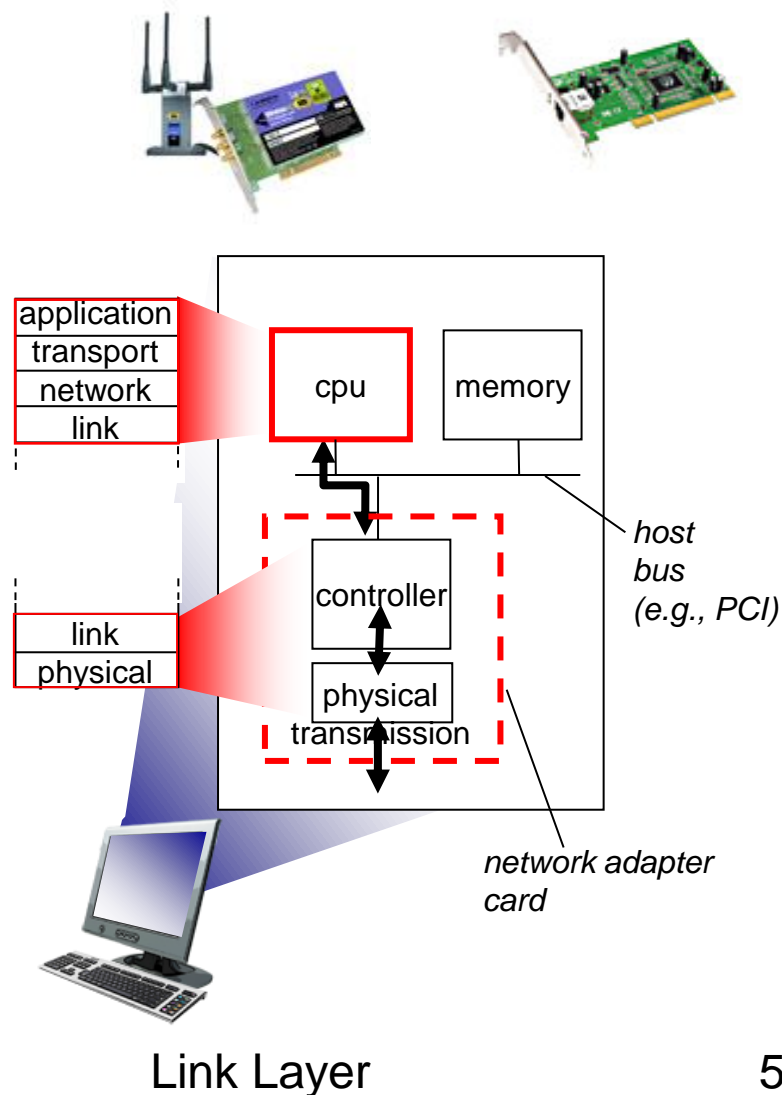 application
transport
network
link
cpu
memory
host
bus
(e.g., PCI)
controller
link
physical
physical
transmission
network adapter
card
Link Layer
5